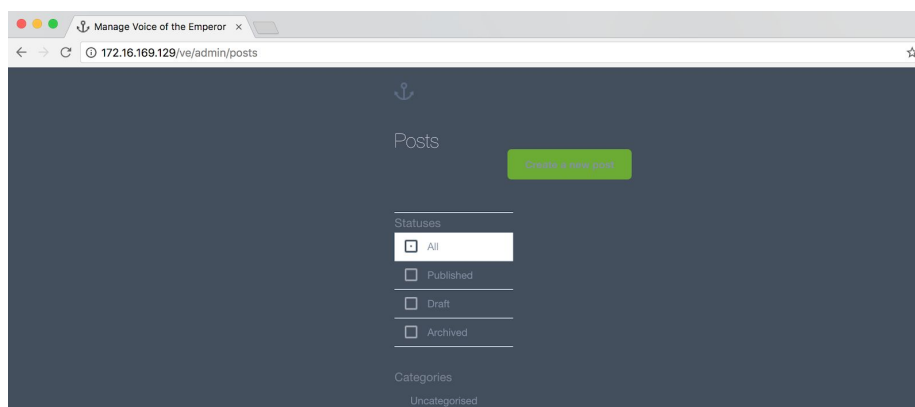 Manage Voice of the Emperor
172.16.169.129/ve/admin/posts
Posts
Create a new post
Statuses
All
Published
Draft
Archived
Categories
Uncategorised